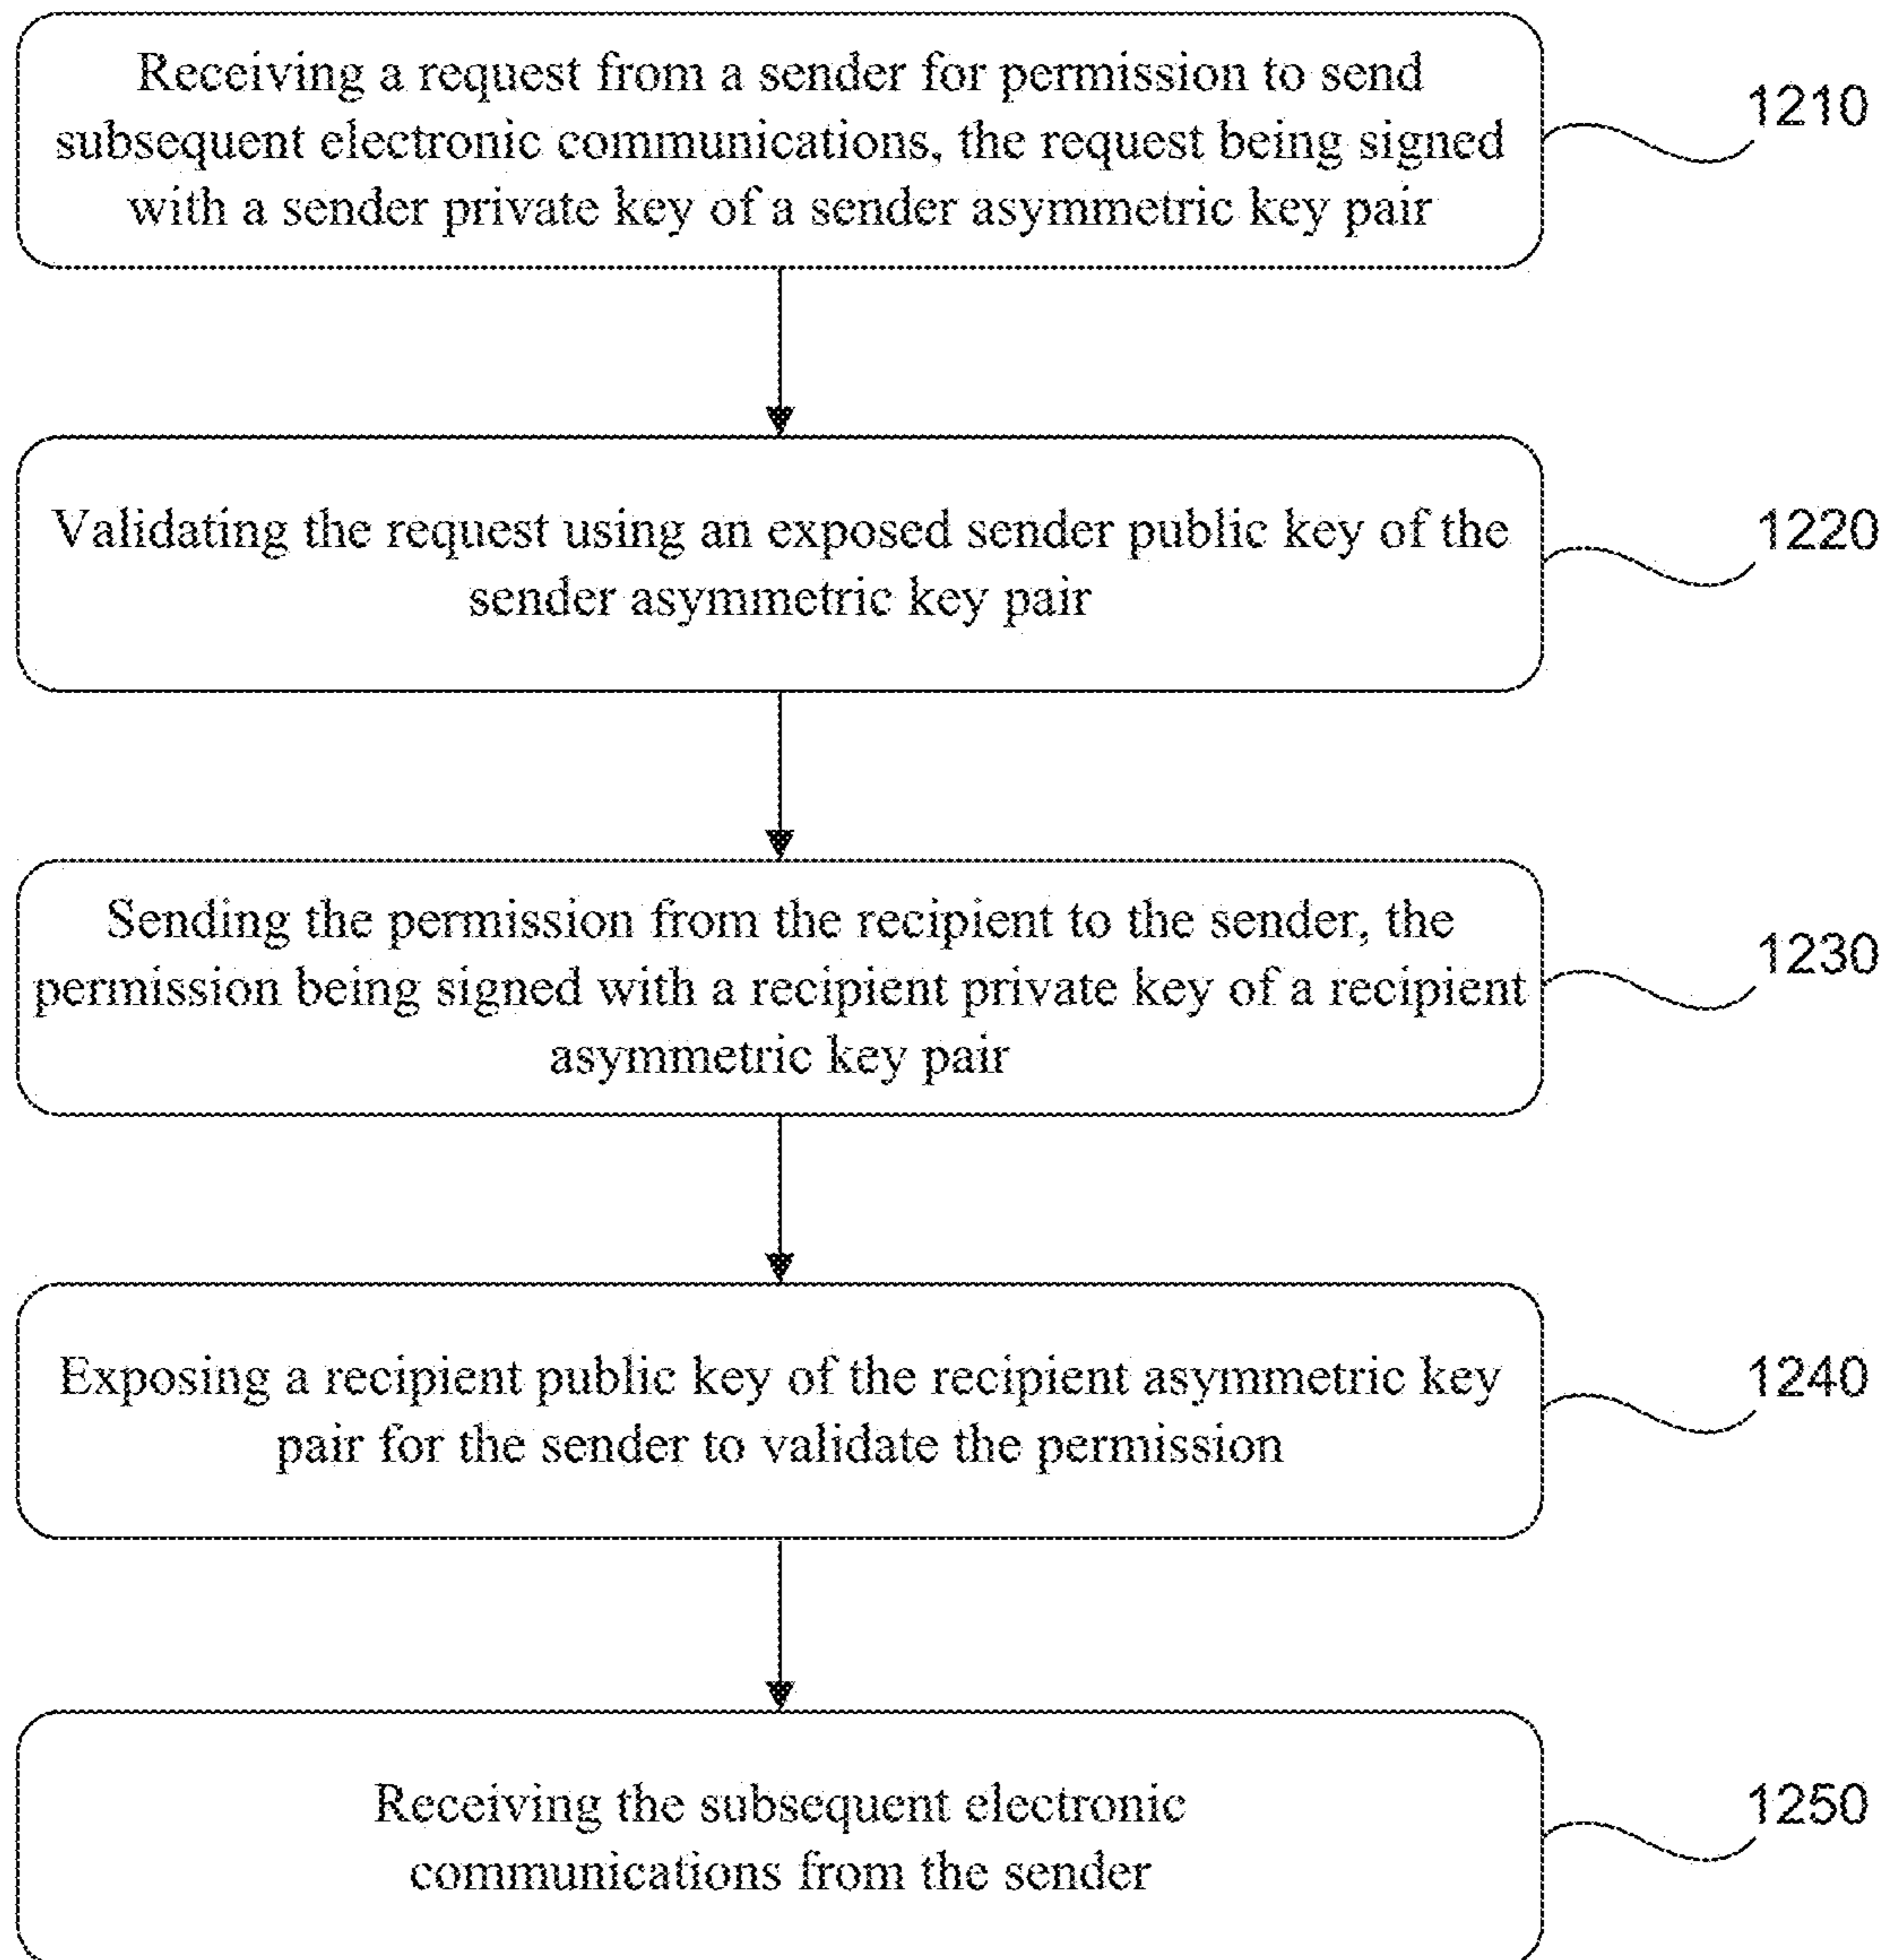 Receiving a request from a sender for permission to send
subsequent electronic communications, the request being signed
with a sender private key of a sender asymmetric key pair
1210
Validating the request using an exposed sender public key of the
sender asymmetric key pair
1220
Sending the permission from the recipient to the sender, the
permission being signed with a recipient private key of a recipient
asymmetric key pair
1230
Exposing a recipient public key of the recipient asymmetric key
pair for the sender to validate the permission
1240
Receiving the subsequent electronic
communications from the sender
1250